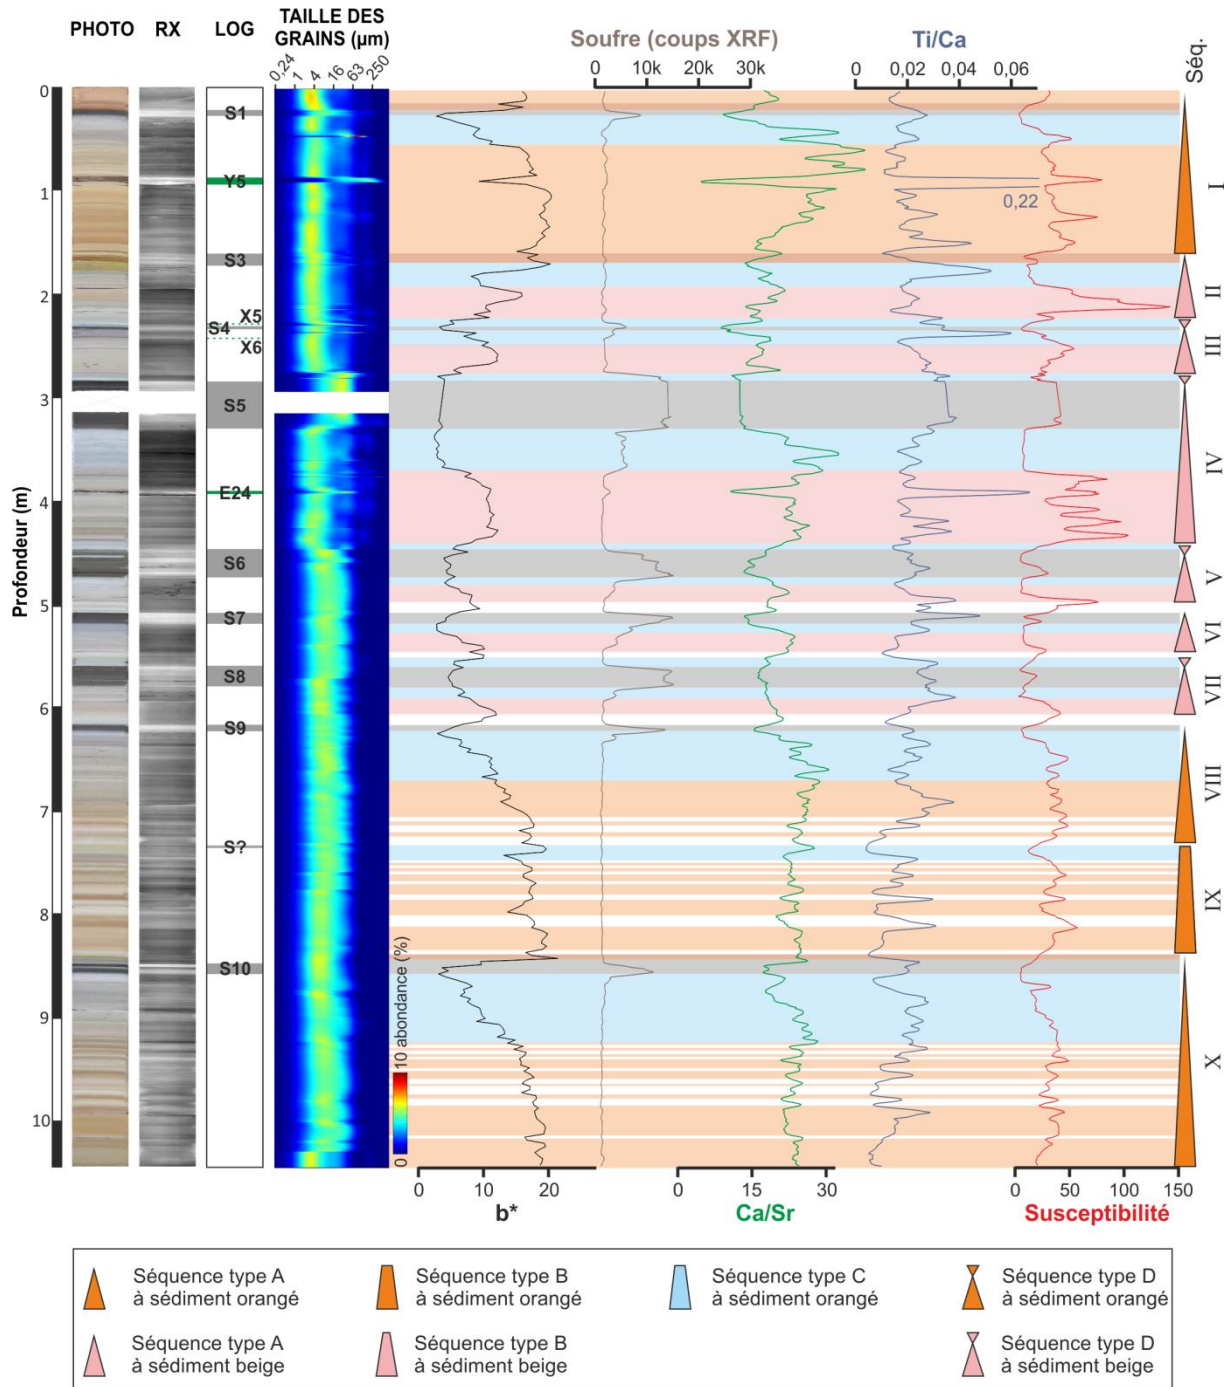 PHOTO
RX
LOG
TAILLE DES
GRAINS (µm)
0,24
1
4
16
63
250
Soufre (coups XRF)
0
10k
20k
30k
Ti/Ca
0
0,02
0,04
0,06
Séq.
Profondeur (m)
0
1
2
3
4
5
6
7
8
9
10
S1
Y5
S3
X5
S4
X6
S5
E24
S6
S7
S8
S9
S?
S10
0,22
I
II
III
IV
V
VI
VII
VIII
IX
X
0 10 abondance (%)
0
10
20
b*
0
15
30
Ca/Sr
0
50
100
150
Susceptibilité
Séquence type A
à sédiment orangé
Séquence type B
à sédiment orangé
Séquence type C
à sédiment orangé
Séquence type D
à sédiment orangé
Séquence type A
à sédiment beige
Séquence type B
à sédiment beige
Séquence type D
à sédiment beige